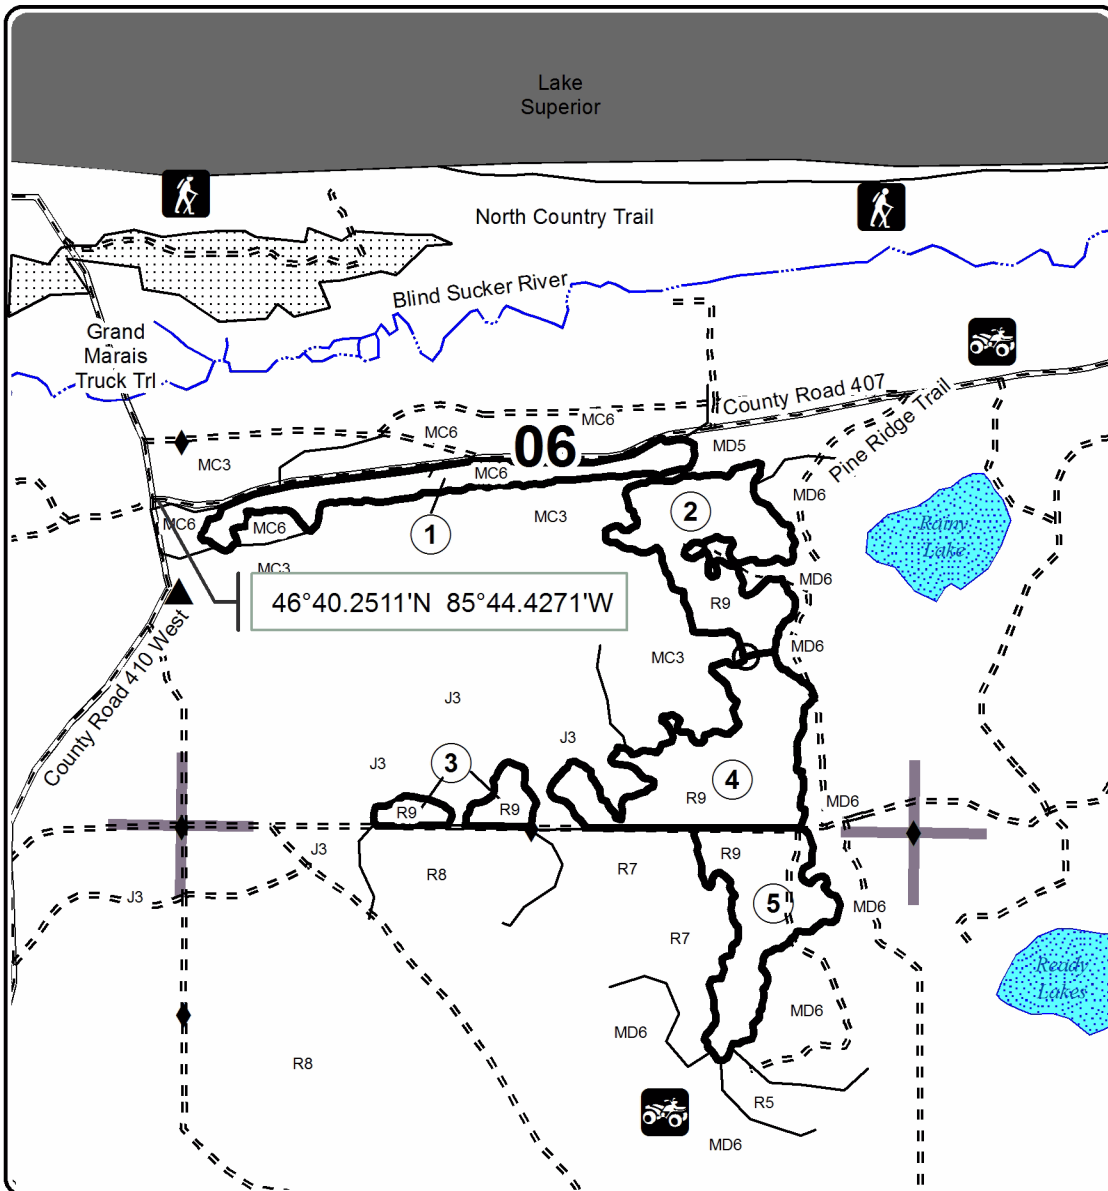 Lake
Superior
North Country Trail
Blind Sucker River
Grand
Marais
Truck Trl
County Road 407
Pine Ridge Trail
MC6
MC6
06
MD5
MC3
MC6
MD6
Rainy
Lake
MC6
MC6
1
MC3
2
MC3
MD6
46°40.2511'N 85°44.4271'W
R9
County Road 410 West
MC3
MD6
J3
J3
J3
3
4
R9
R9
R9
MD6
J3
R9
R8
R7
J3
5
MD6
R7
Ready
Lakes
MD6
MD6
R8
R5
MD6